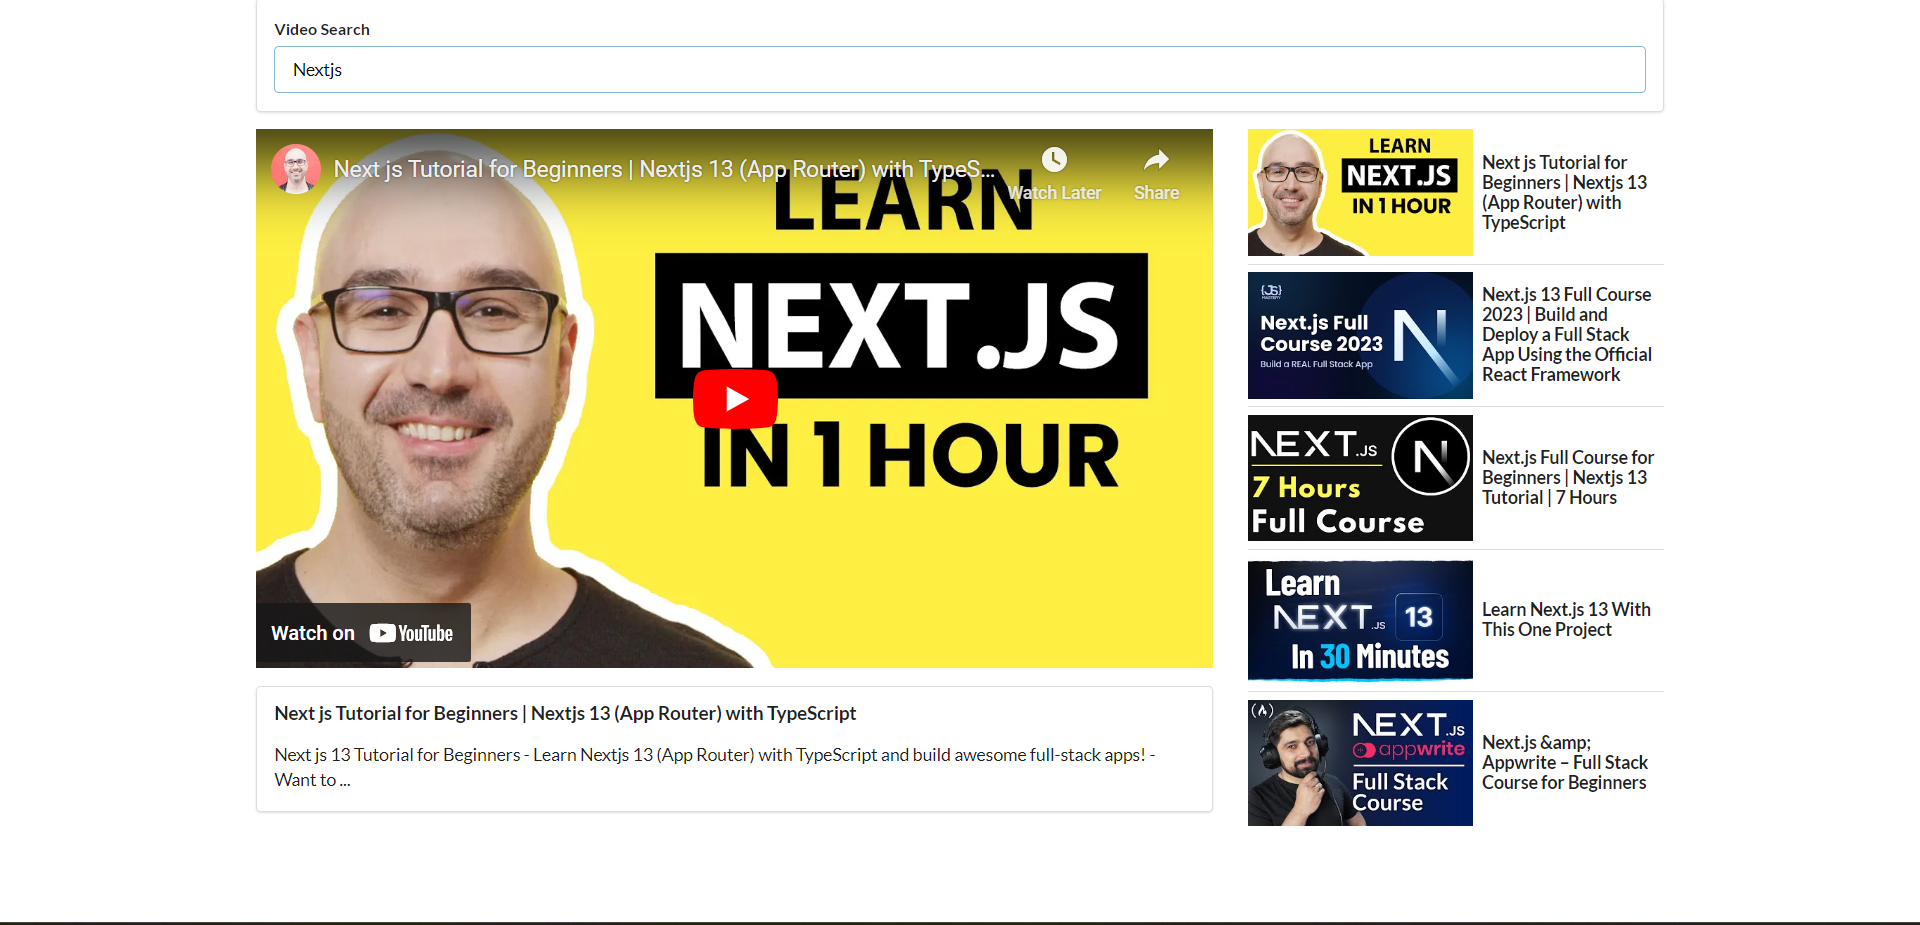 Video Search
Nextjs
Next js Tutorial for Beginners | Nextjs 13 (App Router) with TypeS...
Watch Later
Share
LEARN
NEXT.JS
IN 1 HOUR
Watch on YouTube
Next js Tutorial for Beginners | Nextjs 13 (App Router) with TypeScript
Next js 13 Tutorial for Beginners - Learn Nextjs 13 (App Router) with TypeScript and build awesome full-stack apps! -
Want to ...
LEARN
NEXT.JS
IN 1 HOUR
Next js Tutorial for
Beginners | Nextjs 13
(App Router) with
TypeScript
{JS}
MASTERY
Next.js Full
Course 2023
Build a REAL Full Stack App
N
Next.js 13 Full Course
2023 | Build and
Deploy a Full Stack
App Using the Official
React Framework
NEXT.JS
7 Hours
Full Course
N
Next.js Full Course for
Beginners | Nextjs 13
Tutorial | 7 Hours
Learn
NEXT.JS 13
In 30 Minutes
Learn Next.js 13 With
This One Project
NEXT.JS
appwrite
Full Stack
Course
Next.js &amp;
Appwrite – Full Stack
Course for Beginners